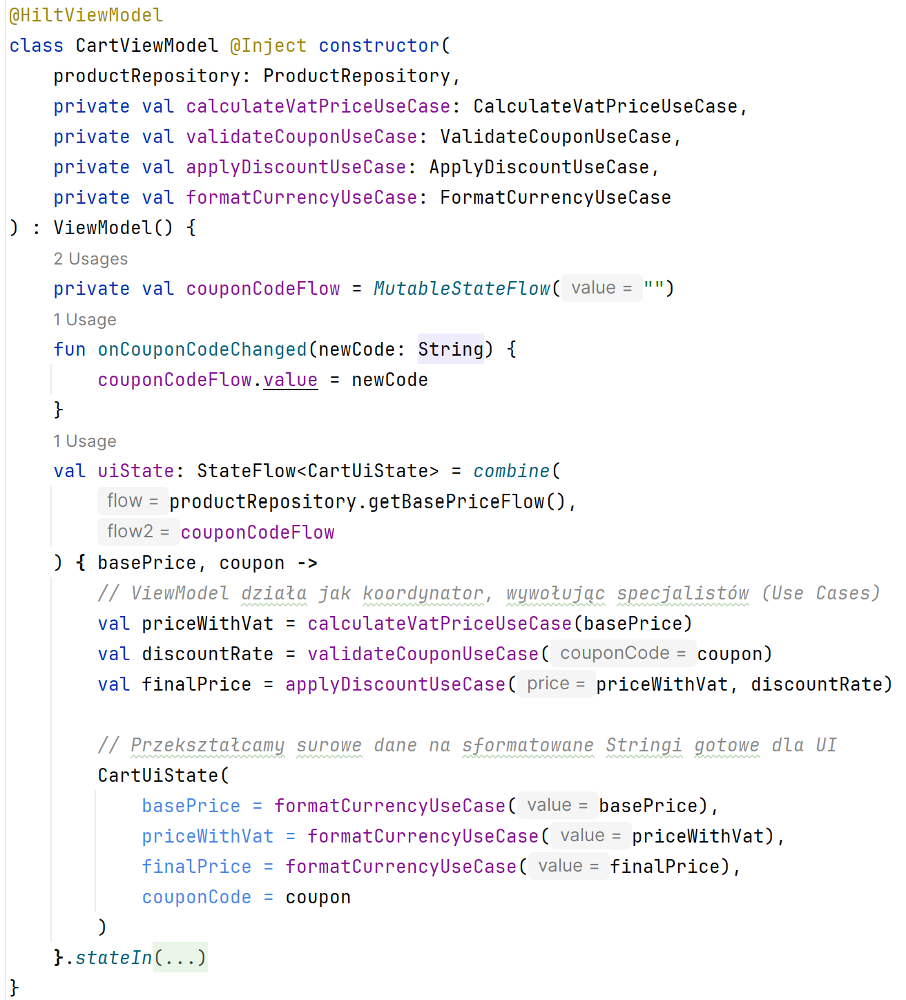 @HiltViewModel
class CartViewModel @Inject constructor(
    productRepository: ProductRepository,
    private val calculateVatPriceUseCase: CalculateVatPriceUseCase,
    private val validateCouponUseCase: ValidateCouponUseCase,
    private val applyDiscountUseCase: ApplyDiscountUseCase,
    private val formatCurrencyUseCase: FormatCurrencyUseCase
) : ViewModel() {
    2 Usages
    private val couponCodeFlow = MutableStateFlow( value = "")
    1 Usage
    fun onCouponCodeChanged(newCode: String) {
        couponCodeFlow.value = newCode
    }
    1 Usage
    val uiState: StateFlow<CartUiState> = combine(
        flow = productRepository.getBasePriceFlow(),
        flow2 = couponCodeFlow
    ) { basePrice, coupon ->
        // ViewModel działa jak koordynator, wywołując specjalistów (Use Cases)
        val priceWithVat = calculateVatPriceUseCase(basePrice)
        val discountRate = validateCouponUseCase( couponCode = coupon)
        val finalPrice = applyDiscountUseCase( price = priceWithVat, discountRate)

        // Przekształcamy surowe dane na sformatowane Stringi gotowe dla UI
        CartUiState(
            basePrice = formatCurrencyUseCase( value = basePrice),
            priceWithVat = formatCurrencyUseCase( value = priceWithVat),
            finalPrice = formatCurrencyUseCase( value = finalPrice),
            couponCode = coupon
        )
    }.stateIn(...)
}